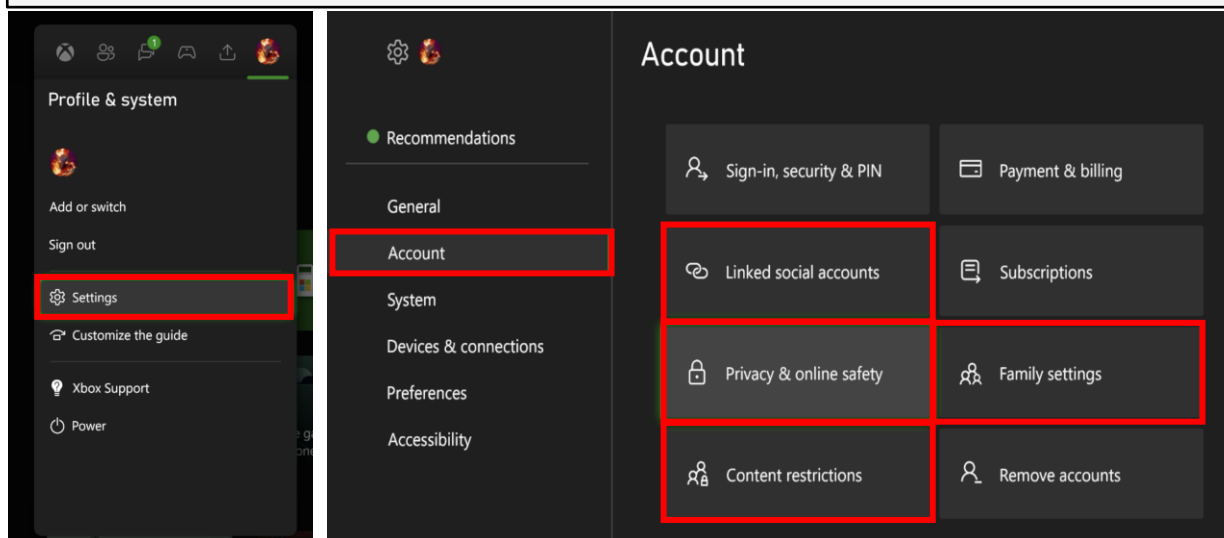 1
Profile & system
Add or switch
Sign out
Settings
Customize the guide
Xbox Support
Power
Recommendations
General
Account
System
Devices & connections
Preferences
Accessibility
Account
Sign-in, security & PIN
Payment & billing
Linked social accounts
Subscriptions
Privacy & online safety
Family settings
Content restrictions
Remove accounts